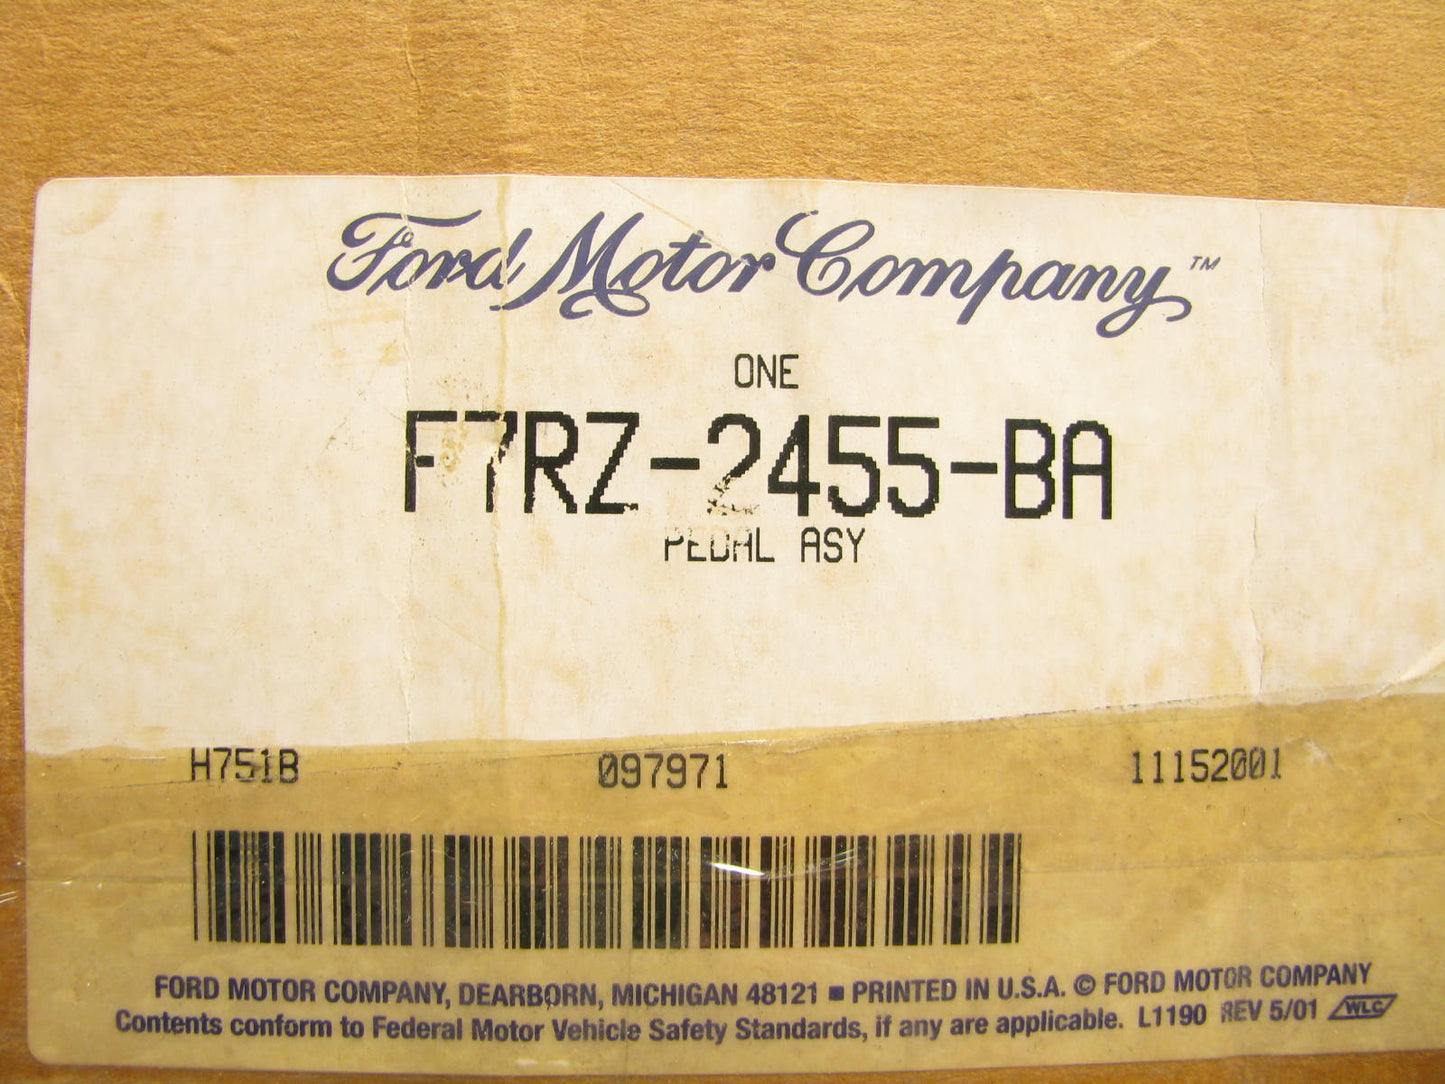 Ford Motor Company™
ONE
F7RZ-2455-BA
PEDAL ASY
H751B 097971 11152001
FORD MOTOR COMPANY, DEARBORN, MICHIGAN 48121 ■ PRINTED IN U.S.A. © FORD MOTOR COMPANY
Contents conform to Federal Motor Vehicle Safety Standards, if any are applicable. L1190 REV 5/01 WLC